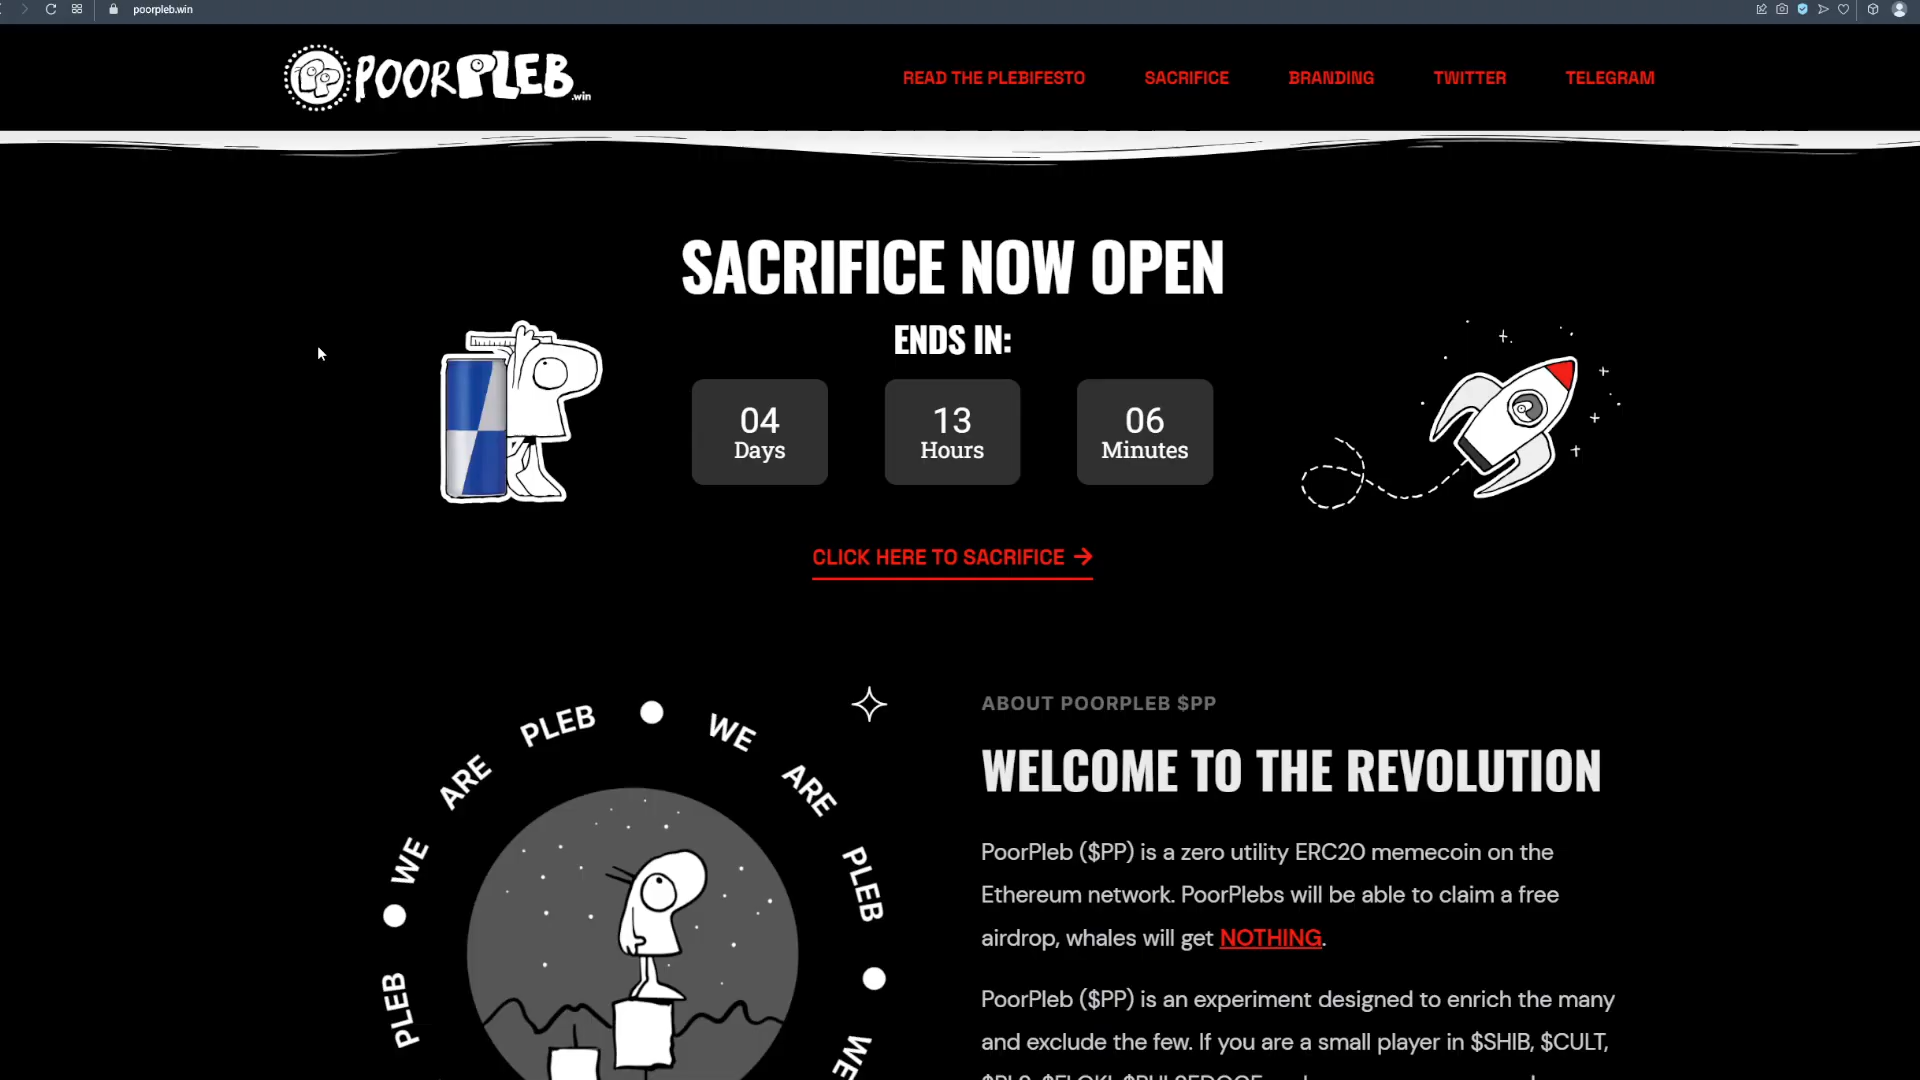 poorpleb.win
POORPLEB.win
READ THE PLEBIFESTO
SACRIFICE
BRANDING
TWITTER
TELEGRAM
SACRIFICE NOW OPEN
ENDS IN:
04
Days
13
Hours
06
Minutes
CLICK HERE TO SACRIFICE →
PLEB WE ARE PLEB WE ARE PLEB WE
ABOUT POORPLEB $PP
WELCOME TO THE REVOLUTION
PoorPleb ($PP) is a zero utility ERC20 memecoin on the
Ethereum network. PoorPlebs will be able to claim a free
airdrop, whales will get NOTHING.
PoorPleb ($PP) is an experiment designed to enrich the many
and exclude the few. If you are a small player in $SHIB, $CULT,